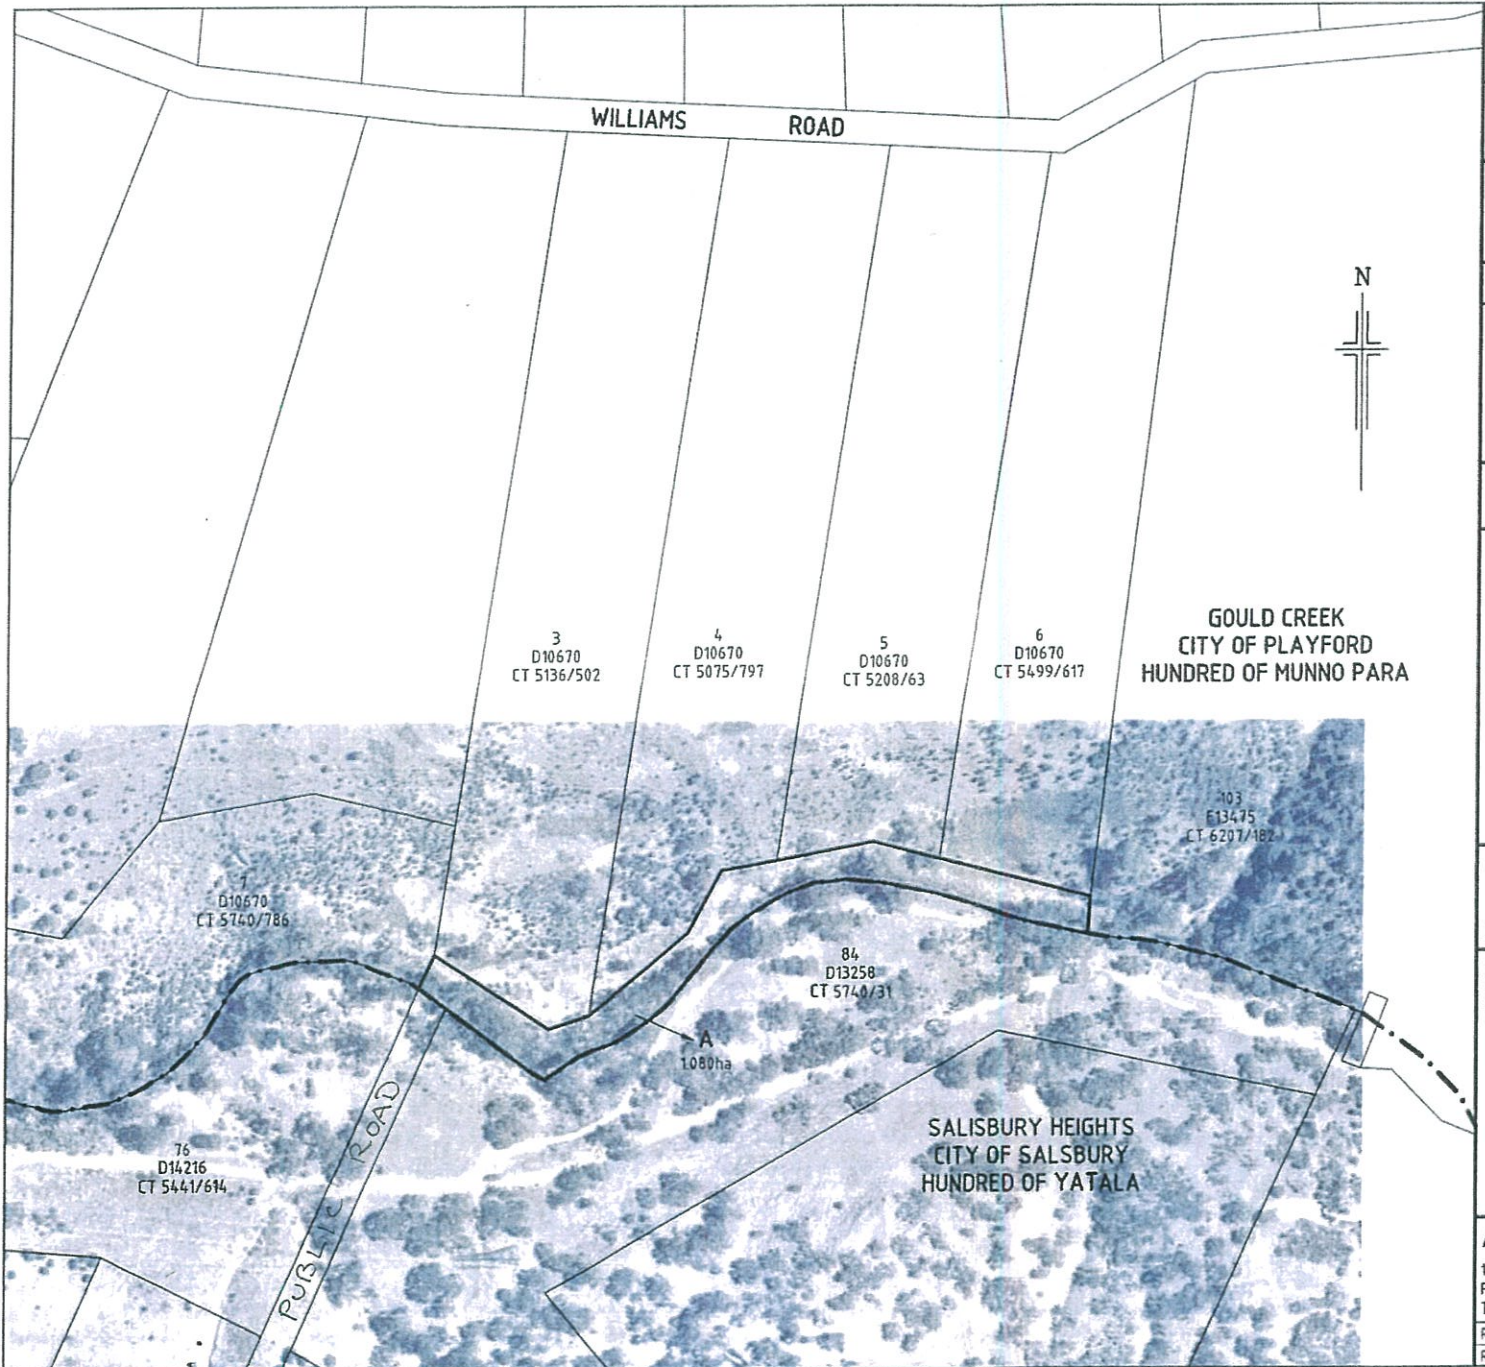 WILLIAMS ROAD
N
GOULD CREEK
CITY OF PLAYFORD
HUNDRED OF MUNNO PARA
3
D10670
CT 5136/502
4
D10670
CT 5075/797
5
D10670
CT 5208/63
6
D10670
CT 5499/617
103
F13475
CT 6207/182
D10670
CT 5740/786
84
D13258
CT 5740/31
A
1.080ha
SALISBURY HEIGHTS
CITY OF SALSBURY
HUNDRED OF YATALA
76
D14216
CT 5441/614
PUBLIC ROAD